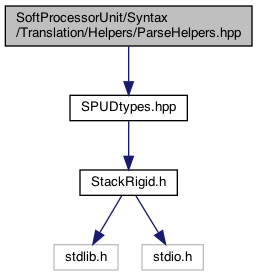 SoftProcessorUnit/Syntax
/Translation/Helpers/ParseHelpers.hpp
SPUDtypes.hpp
StackRigid.h
stdlib.h
stdio.h